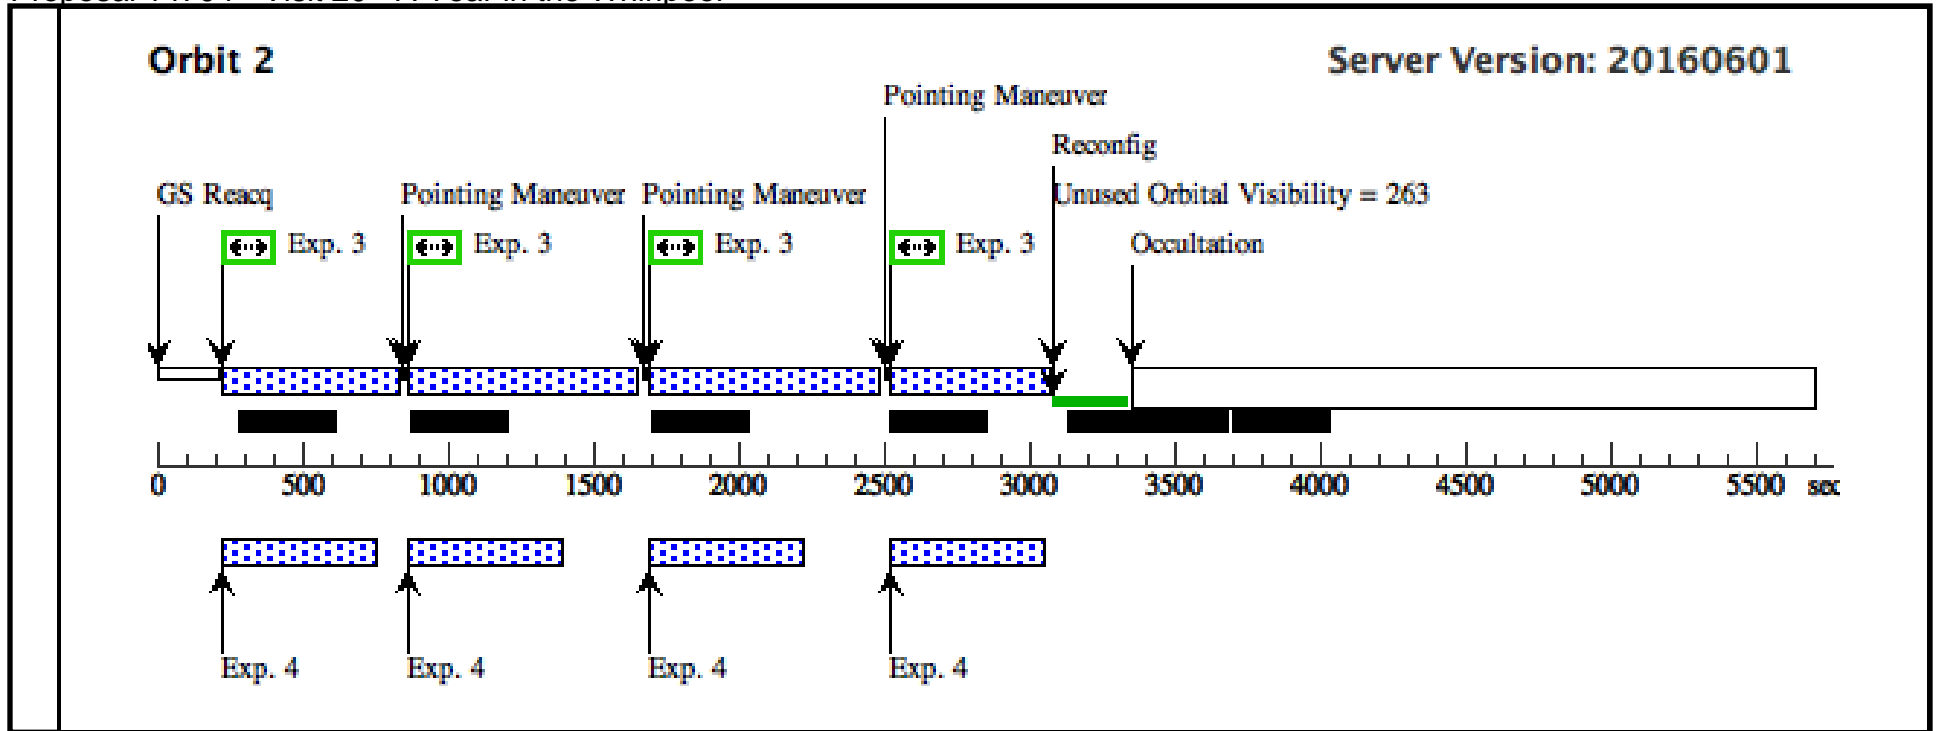 Orbit 2
Server Version: 20160601
Pointing Maneuver
Reconfig
GS Reacq
Pointing Maneuver
Pointing Maneuver
Unused Orbital Visibility = 263
Exp. 3
Exp. 3
Exp. 3
Exp. 3
Occultation
0 500 1000 1500 2000 2500 3000 3500 4000 4500 5000 5500 sec
Exp. 4
Exp. 4
Exp. 4
Exp. 4